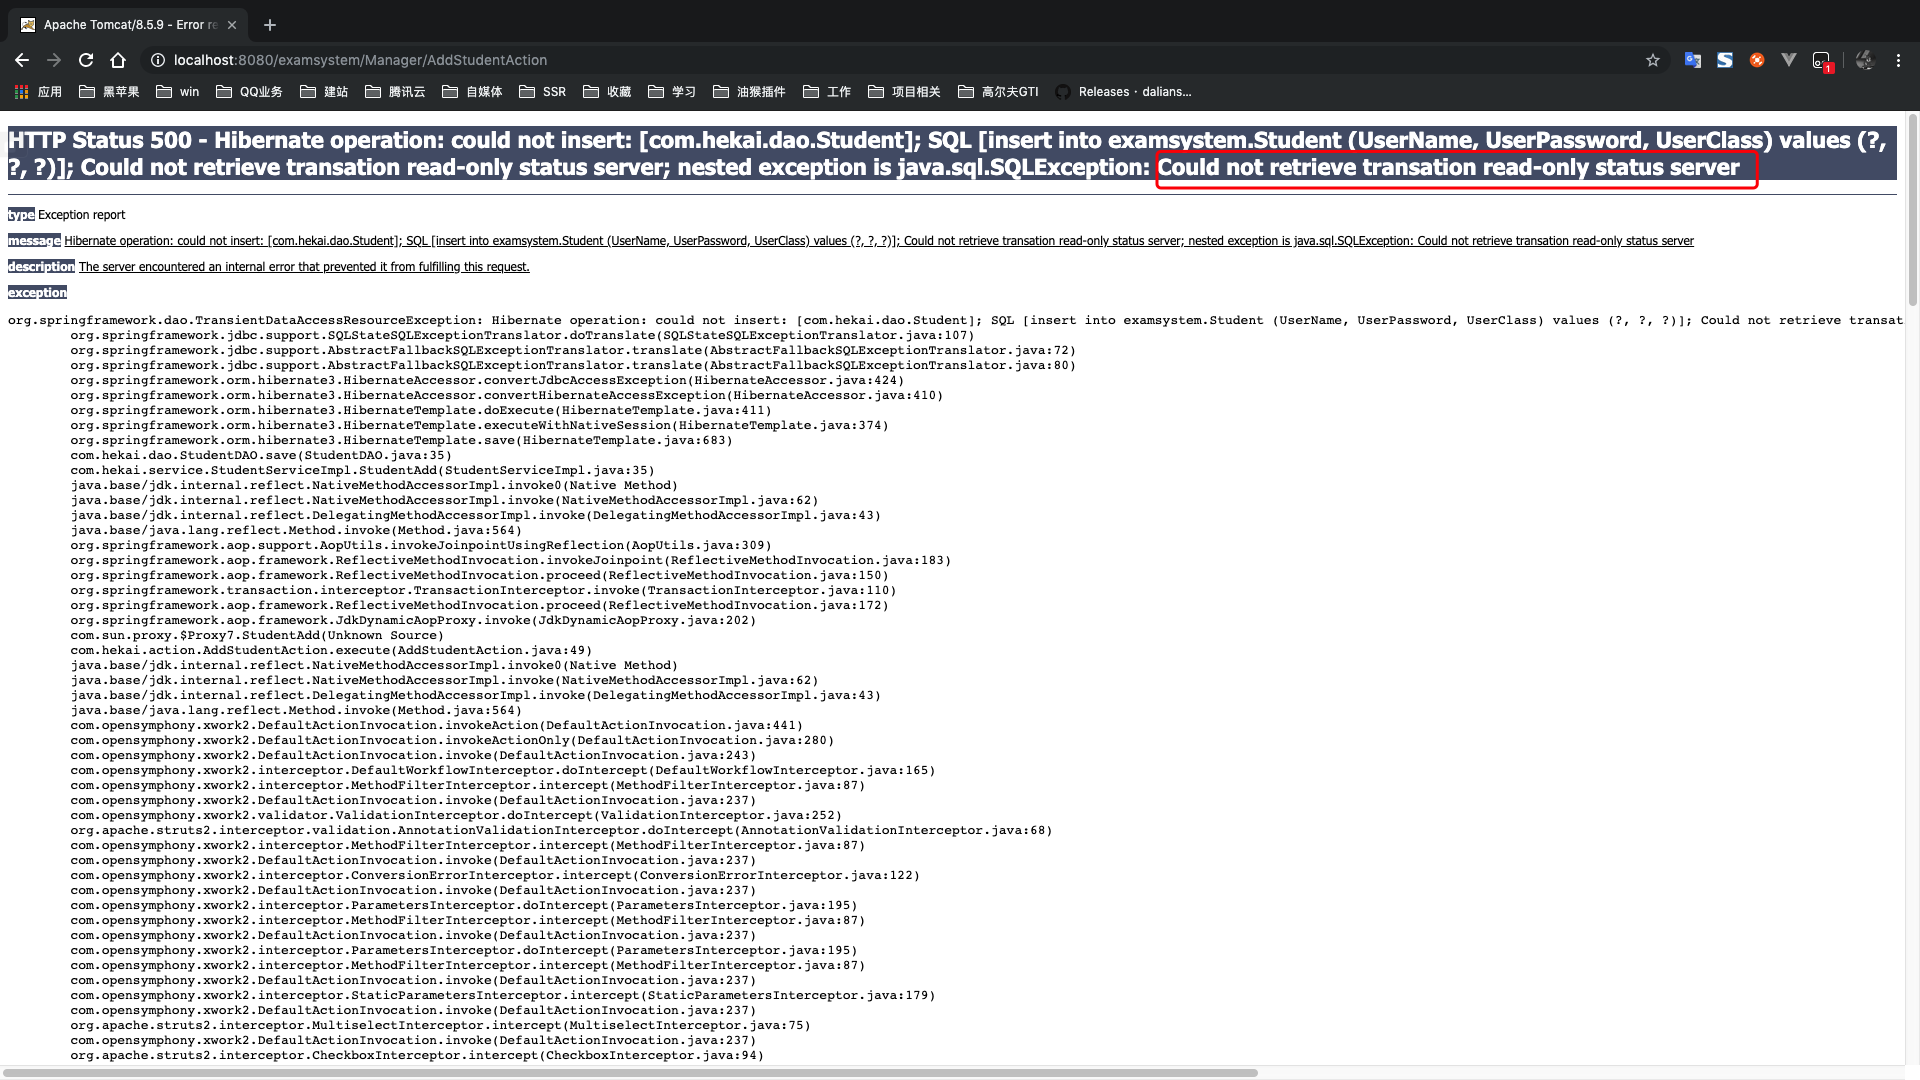 Apache Tomcat/8.5.9 - Error re
localhost:8080/examsystem/Manager/AddStudentAction
1
应用 黑苹果 win QQ业务 建站 腾讯云 自媒体 SSR 收藏 学习 油猴插件 工作 项目相关 高尔夫GTI Releases · dalians...
HTTP Status 500 - Hibernate operation: could not insert: [com.hekai.dao.Student]; SQL [insert into examsystem.Student (UserName, UserPassword, UserClass) values (?,
?, ?)]; Could not retrieve transation read-only status server; nested exception is java.sql.SQLException: Could not retrieve transation read-only status server
type Exception report
message Hibernate operation: could not insert: [com.hekai.dao.Student]; SQL [insert into examsystem.Student (UserName, UserPassword, UserClass) values (?, ?, ?)]; Could not retrieve transation read-only status server; nested exception is java.sql.SQLException: Could not retrieve transation read-only status server
description The server encountered an internal error that prevented it from fulfilling this request.
exception
org.springframework.dao.TransientDataAccessResourceException: Hibernate operation: could not insert: [com.hekai.dao.Student]; SQL [insert into examsystem.Student (UserName, UserPassword, UserClass) values (?, ?, ?)]; Could not retrieve transat
org.springframework.jdbc.support.SQLStateSQLExceptionTranslator.doTranslate(SQLStateSQLExceptionTranslator.java:107)
org.springframework.jdbc.support.AbstractFallbackSQLExceptionTranslator.translate(AbstractFallbackSQLExceptionTranslator.java:72)
org.springframework.jdbc.support.AbstractFallbackSQLExceptionTranslator.translate(AbstractFallbackSQLExceptionTranslator.java:80)
org.springframework.orm.hibernate3.HibernateAccessor.convertJdbcAccessException(HibernateAccessor.java:424)
org.springframework.orm.hibernate3.HibernateAccessor.convertHibernateAccessException(HibernateAccessor.java:410)
org.springframework.orm.hibernate3.HibernateTemplate.doExecute(HibernateTemplate.java:411)
org.springframework.orm.hibernate3.HibernateTemplate.executeWithNativeSession(HibernateTemplate.java:374)
org.springframework.orm.hibernate3.HibernateTemplate.save(HibernateTemplate.java:683)
com.hekai.dao.StudentDAO.save(StudentDAO.java:35)
com.hekai.service.StudentServiceImpl.StudentAdd(StudentServiceImpl.java:35)
java.base/jdk.internal.reflect.NativeMethodAccessorImpl.invoke0(Native Method)
java.base/jdk.internal.reflect.NativeMethodAccessorImpl.invoke(NativeMethodAccessorImpl.java:62)
java.base/jdk.internal.reflect.DelegatingMethodAccessorImpl.invoke(DelegatingMethodAccessorImpl.java:43)
java.base/java.lang.reflect.Method.invoke(Method.java:564)
org.springframework.aop.support.AopUtils.invokeJoinpointUsingReflection(AopUtils.java:309)
org.springframework.aop.framework.ReflectiveMethodInvocation.invokeJoinpoint(ReflectiveMethodInvocation.java:183)
org.springframework.aop.framework.ReflectiveMethodInvocation.proceed(ReflectiveMethodInvocation.java:150)
org.springframework.transaction.interceptor.TransactionInterceptor.invoke(TransactionInterceptor.java:110)
org.springframework.aop.framework.ReflectiveMethodInvocation.proceed(ReflectiveMethodInvocation.java:172)
org.springframework.aop.framework.JdkDynamicAopProxy.invoke(JdkDynamicAopProxy.java:202)
com.sun.proxy.$Proxy7.StudentAdd(Unknown Source)
com.hekai.action.AddStudentAction.execute(AddStudentAction.java:49)
java.base/jdk.internal.reflect.NativeMethodAccessorImpl.invoke0(Native Method)
java.base/jdk.internal.reflect.NativeMethodAccessorImpl.invoke(NativeMethodAccessorImpl.java:62)
java.base/jdk.internal.reflect.DelegatingMethodAccessorImpl.invoke(DelegatingMethodAccessorImpl.java:43)
java.base/java.lang.reflect.Method.invoke(Method.java:564)
com.opensymphony.xwork2.DefaultActionInvocation.invokeAction(DefaultActionInvocation.java:441)
com.opensymphony.xwork2.DefaultActionInvocation.invokeActionOnly(DefaultActionInvocation.java:280)
com.opensymphony.xwork2.DefaultActionInvocation.invoke(DefaultActionInvocation.java:243)
com.opensymphony.xwork2.interceptor.DefaultWorkflowInterceptor.doIntercept(DefaultWorkflowInterceptor.java:165)
com.opensymphony.xwork2.interceptor.MethodFilterInterceptor.intercept(MethodFilterInterceptor.java:87)
com.opensymphony.xwork2.DefaultActionInvocation.invoke(DefaultActionInvocation.java:237)
com.opensymphony.xwork2.validator.ValidationInterceptor.doIntercept(ValidationInterceptor.java:252)
org.apache.struts2.interceptor.validation.AnnotationValidationInterceptor.doIntercept(AnnotationValidationInterceptor.java:68)
com.opensymphony.xwork2.interceptor.MethodFilterInterceptor.intercept(MethodFilterInterceptor.java:87)
com.opensymphony.xwork2.DefaultActionInvocation.invoke(DefaultActionInvocation.java:237)
com.opensymphony.xwork2.interceptor.ConversionErrorInterceptor.intercept(ConversionErrorInterceptor.java:122)
com.opensymphony.xwork2.DefaultActionInvocation.invoke(DefaultActionInvocation.java:237)
com.opensymphony.xwork2.interceptor.ParametersInterceptor.doIntercept(ParametersInterceptor.java:195)
com.opensymphony.xwork2.interceptor.MethodFilterInterceptor.intercept(MethodFilterInterceptor.java:87)
com.opensymphony.xwork2.DefaultActionInvocation.invoke(DefaultActionInvocation.java:237)
com.opensymphony.xwork2.interceptor.ParametersInterceptor.doIntercept(ParametersInterceptor.java:195)
com.opensymphony.xwork2.interceptor.MethodFilterInterceptor.intercept(MethodFilterInterceptor.java:87)
com.opensymphony.xwork2.DefaultActionInvocation.invoke(DefaultActionInvocation.java:237)
com.opensymphony.xwork2.interceptor.StaticParametersInterceptor.intercept(StaticParametersInterceptor.java:179)
com.opensymphony.xwork2.DefaultActionInvocation.invoke(DefaultActionInvocation.java:237)
org.apache.struts2.interceptor.MultiselectInterceptor.intercept(MultiselectInterceptor.java:75)
com.opensymphony.xwork2.DefaultActionInvocation.invoke(DefaultActionInvocation.java:237)
org.apache.struts2.interceptor.CheckboxInterceptor.intercept(CheckboxInterceptor.java:94)